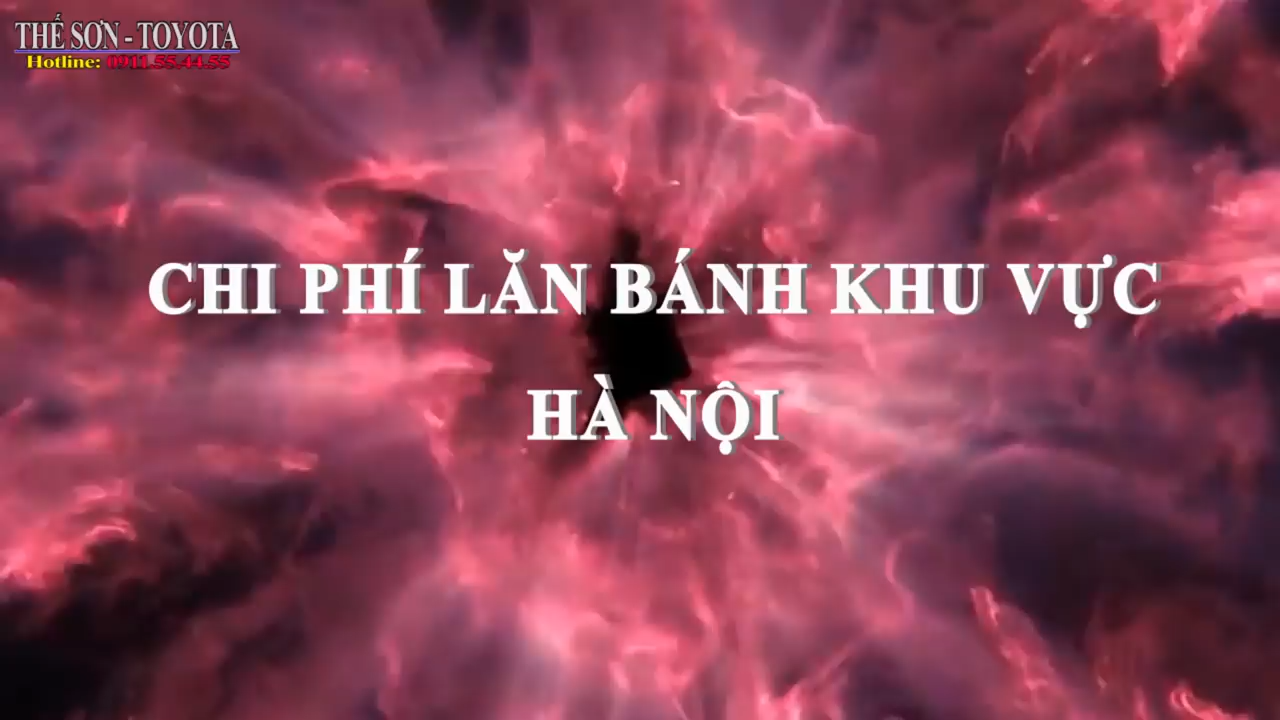 THẾ SƠN - TOYOTA
Hotline: 0911.55.44.55
CHI PHÍ LĂN BÁNH KHU VỰC
HÀ NỘI